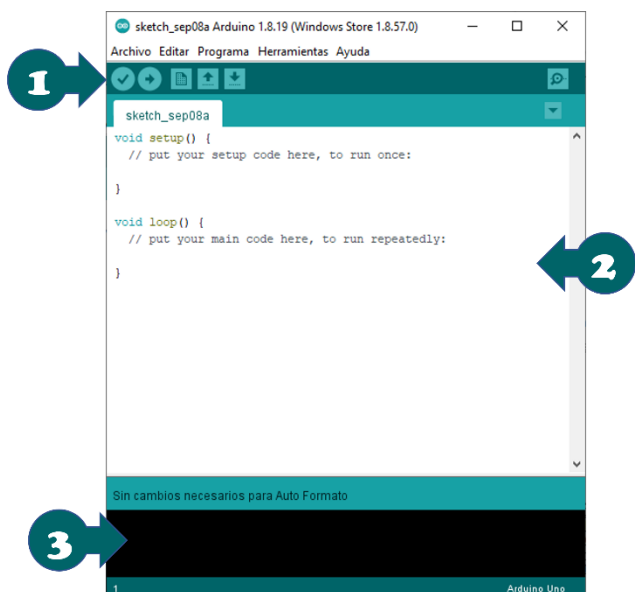 sketch_sep08a Arduino 1.8.19 (Windows Store 1.8.57.0)
Archivo Editar Programa Herramientas Ayuda
1
sketch_sep08a
void setup() {
  // put your setup code here, to run once:

}

void loop() {
  // put your main code here, to run repeatedly:

}
2
Sin cambios necesarios para Auto Formato
3
1 Arduino Uno